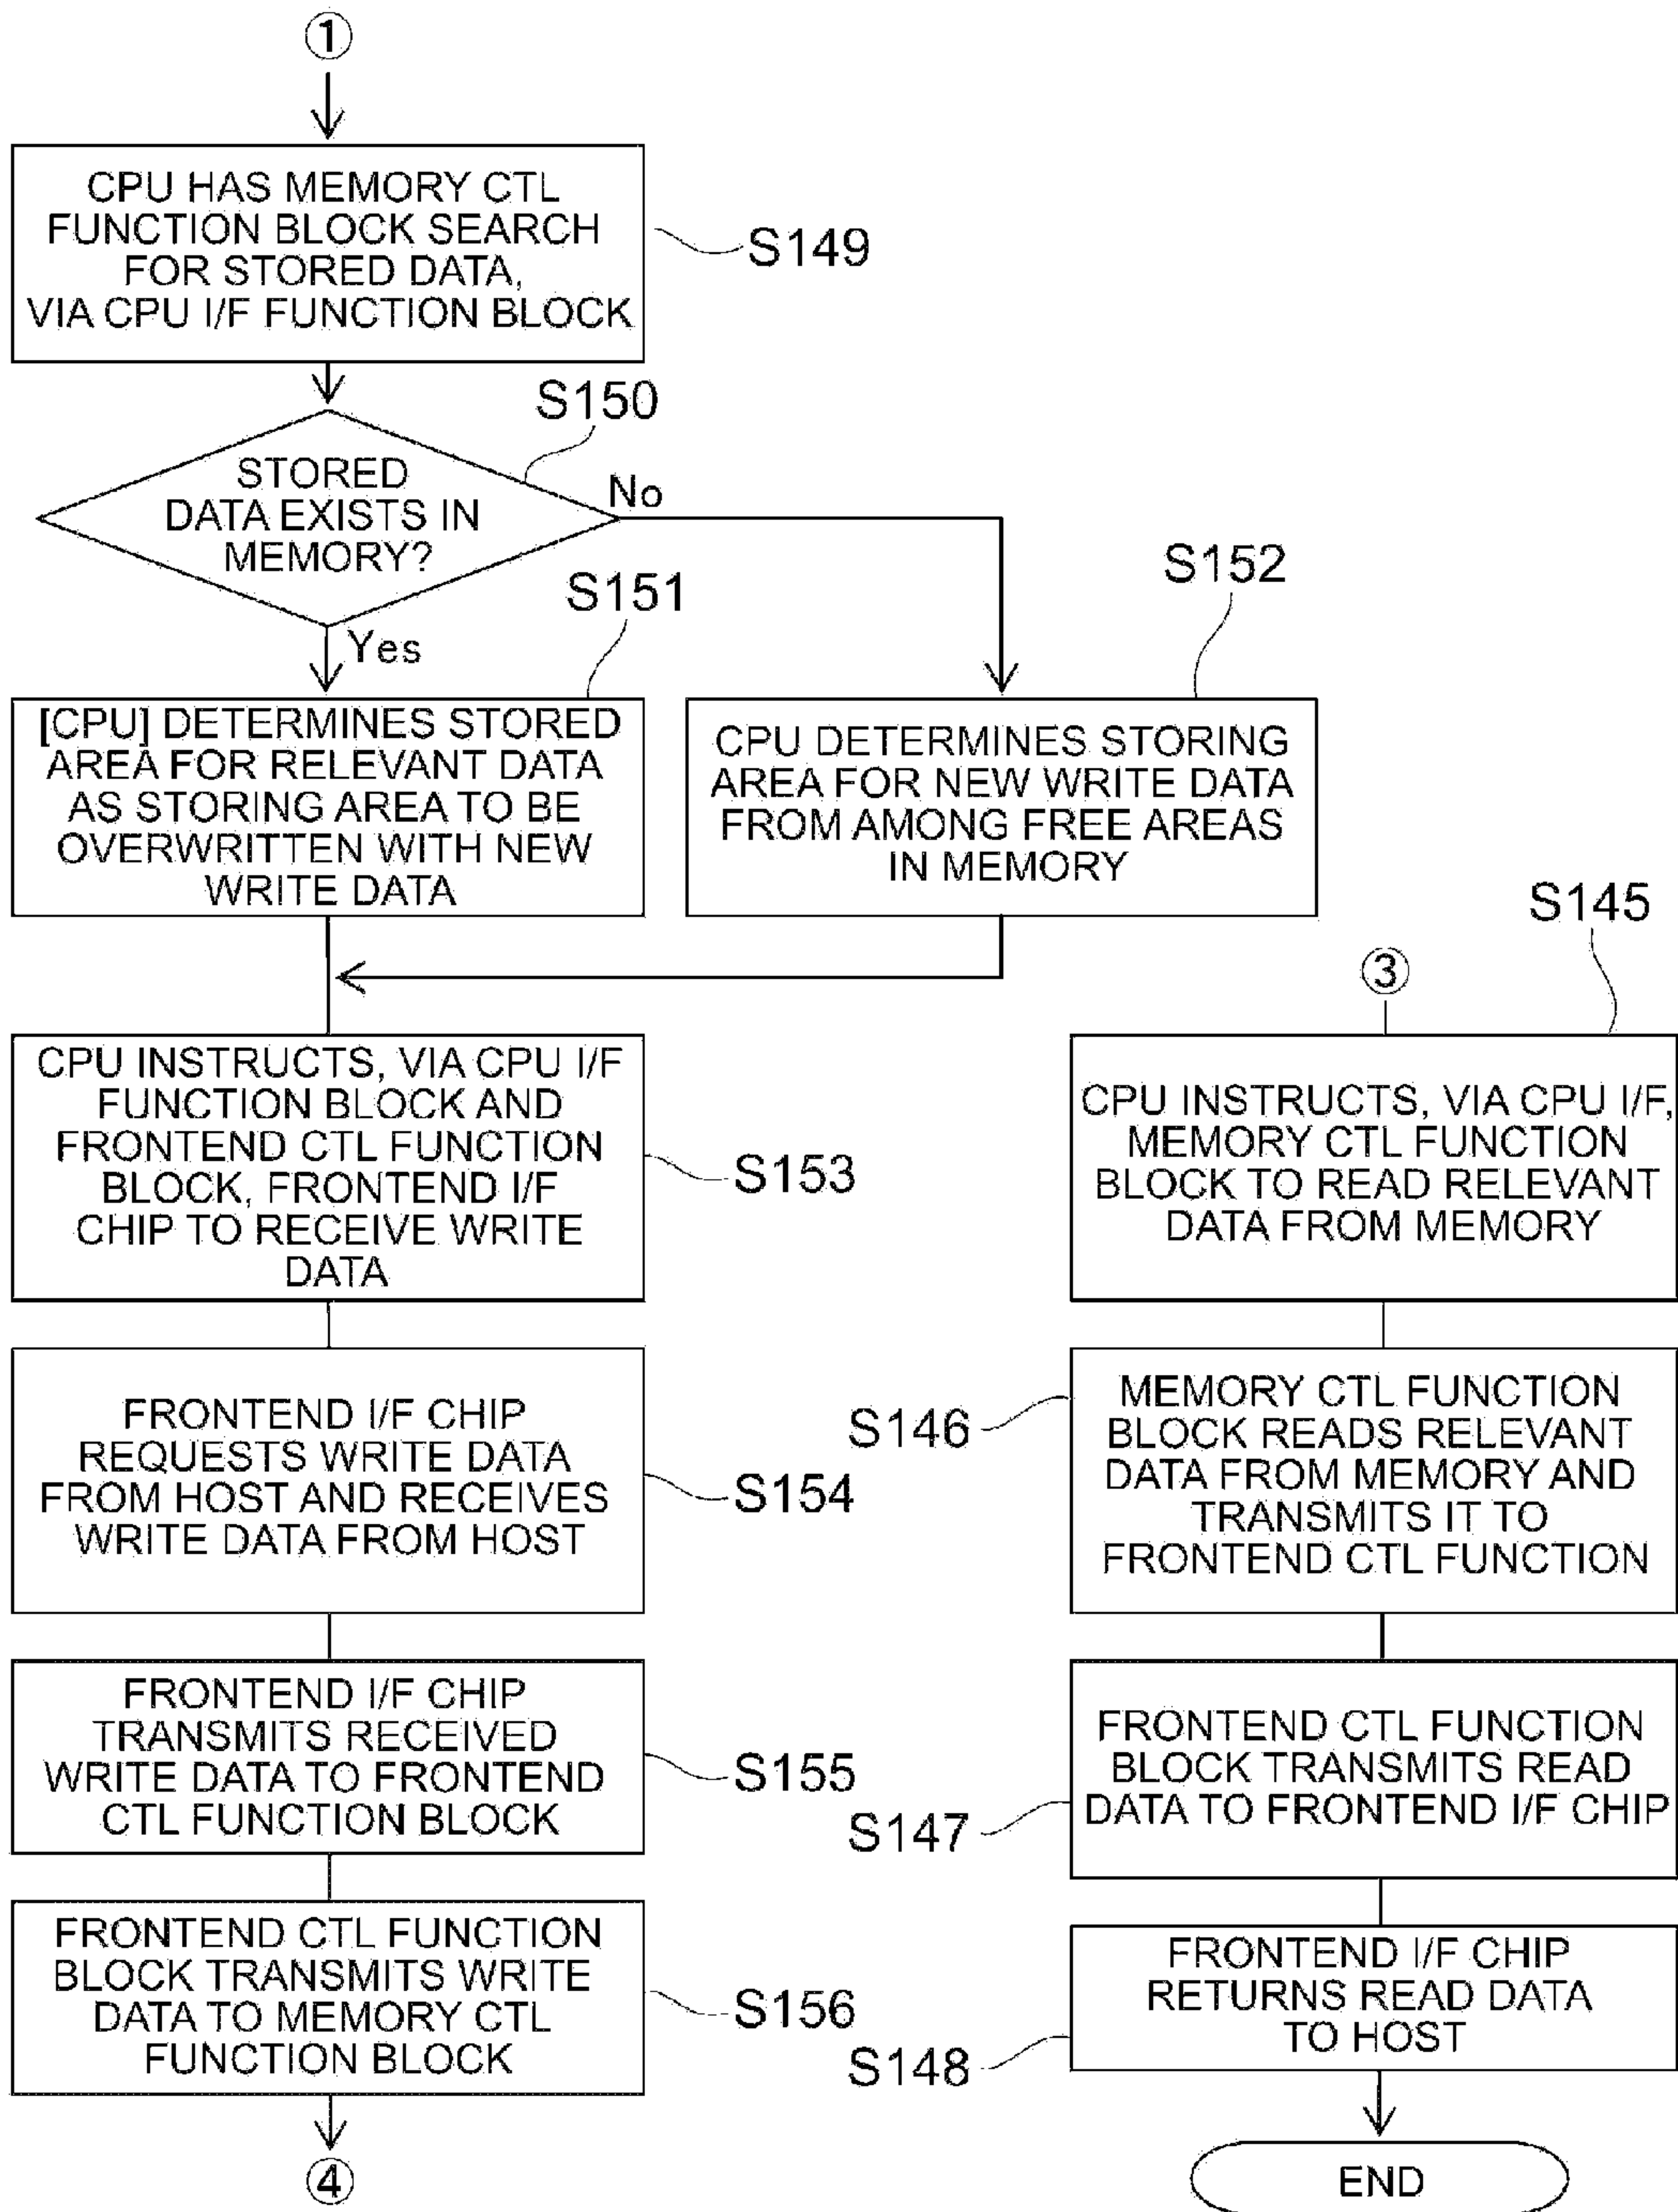 ①
CPU HAS MEMORY CTL
FUNCTION BLOCK SEARCH
FOR STORED DATA,
VIA CPU I/F FUNCTION BLOCK
S149
S150
STORED
DATA EXISTS IN
MEMORY?
No
Yes
S151
[CPU] DETERMINES STORED
AREA FOR RELEVANT DATA
AS STORING AREA TO BE
OVERWRITTEN WITH NEW
WRITE DATA
S152
CPU DETERMINES STORING
AREA FOR NEW WRITE DATA
FROM AMONG FREE AREAS
IN MEMORY
CPU INSTRUCTS, VIA CPU I/F
FUNCTION BLOCK AND
FRONTEND CTL FUNCTION
BLOCK, FRONTEND I/F
CHIP TO RECEIVE WRITE
DATA
S153
FRONTEND I/F CHIP
REQUESTS WRITE DATA
FROM HOST AND RECEIVES
WRITE DATA FROM HOST
S154
FRONTEND I/F CHIP
TRANSMITS RECEIVED
WRITE DATA TO FRONTEND
CTL FUNCTION BLOCK
S155
FRONTEND CTL FUNCTION
BLOCK TRANSMITS WRITE
DATA TO MEMORY CTL
FUNCTION BLOCK
S156
④
③
S145
CPU INSTRUCTS, VIA CPU I/F,
MEMORY CTL FUNCTION
BLOCK TO READ RELEVANT
DATA FROM MEMORY
S146
MEMORY CTL FUNCTION
BLOCK READS RELEVANT
DATA FROM MEMORY AND
TRANSMITS IT TO
FRONTEND CTL FUNCTION
S147
FRONTEND CTL FUNCTION
BLOCK TRANSMITS READ
DATA TO FRONTEND I/F CHIP
S148
FRONTEND I/F CHIP
RETURNS READ DATA
TO HOST
END